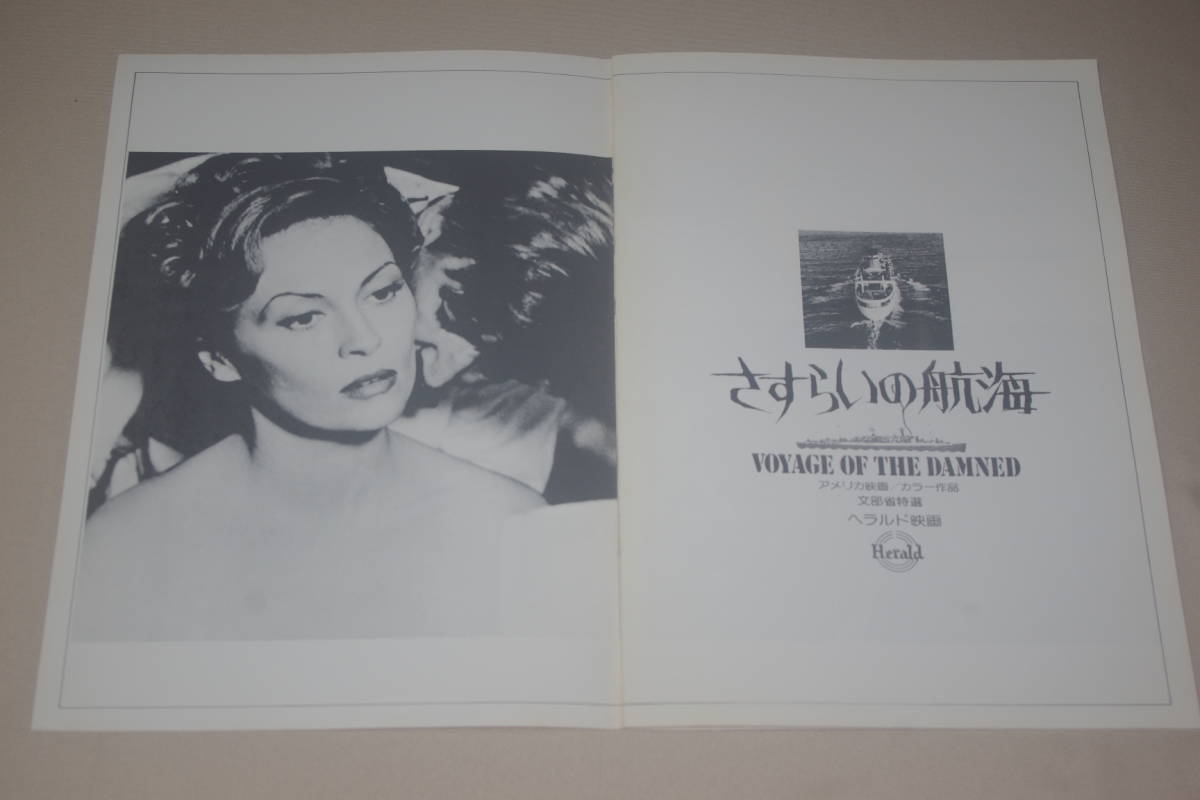 さすらいの航海
VOYAGE OF THE DAMNED
アメリカ映画/カラー作品
文部省特選
ヘラルド映画
Herald